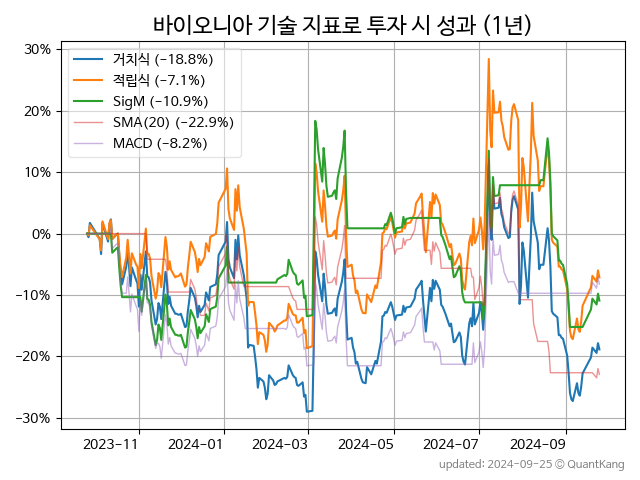 바이오니아 기술 지표로 투자 시 성과 (1년)
30%
20%
10%
0%
−10%
−20%
−30%
거치식 (−18.8%)
적립식 (−7.1%)
SigM (−10.9%)
SMA(20) (−22.9%)
MACD (−8.2%)
2023-11
2024-01
2024-03
2024-05
2024-07
2024-09
updated: 2024-09-25 © QuantKang